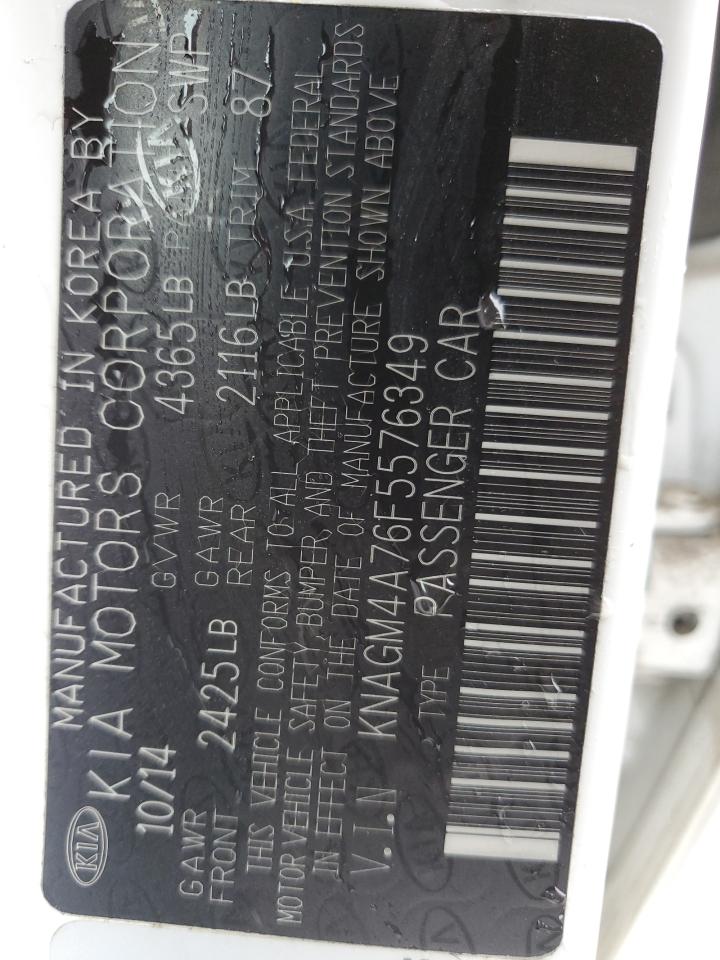 KIA
MANUFACTURED IN KOREA BY
KIA MOTORS CORPORATION
10/14 GVWR 4365LB PAINT SWP
GAWR FRONT 2425LB GAWR REAR 2116LB TRIM 87
THIS VEHICLE CONFORMS TO ALL APPLICABLE U.S.A FEDERAL
MOTOR VEHICLE SAFETY, BUMPER, AND THEFT PREVENTION STANDARDS
IN EFFECT ON THE DATE OF MANUFACTURE SHOWN ABOVE
V.I.N KNAGM4A76F5576349
TYPE PASSENGER CAR